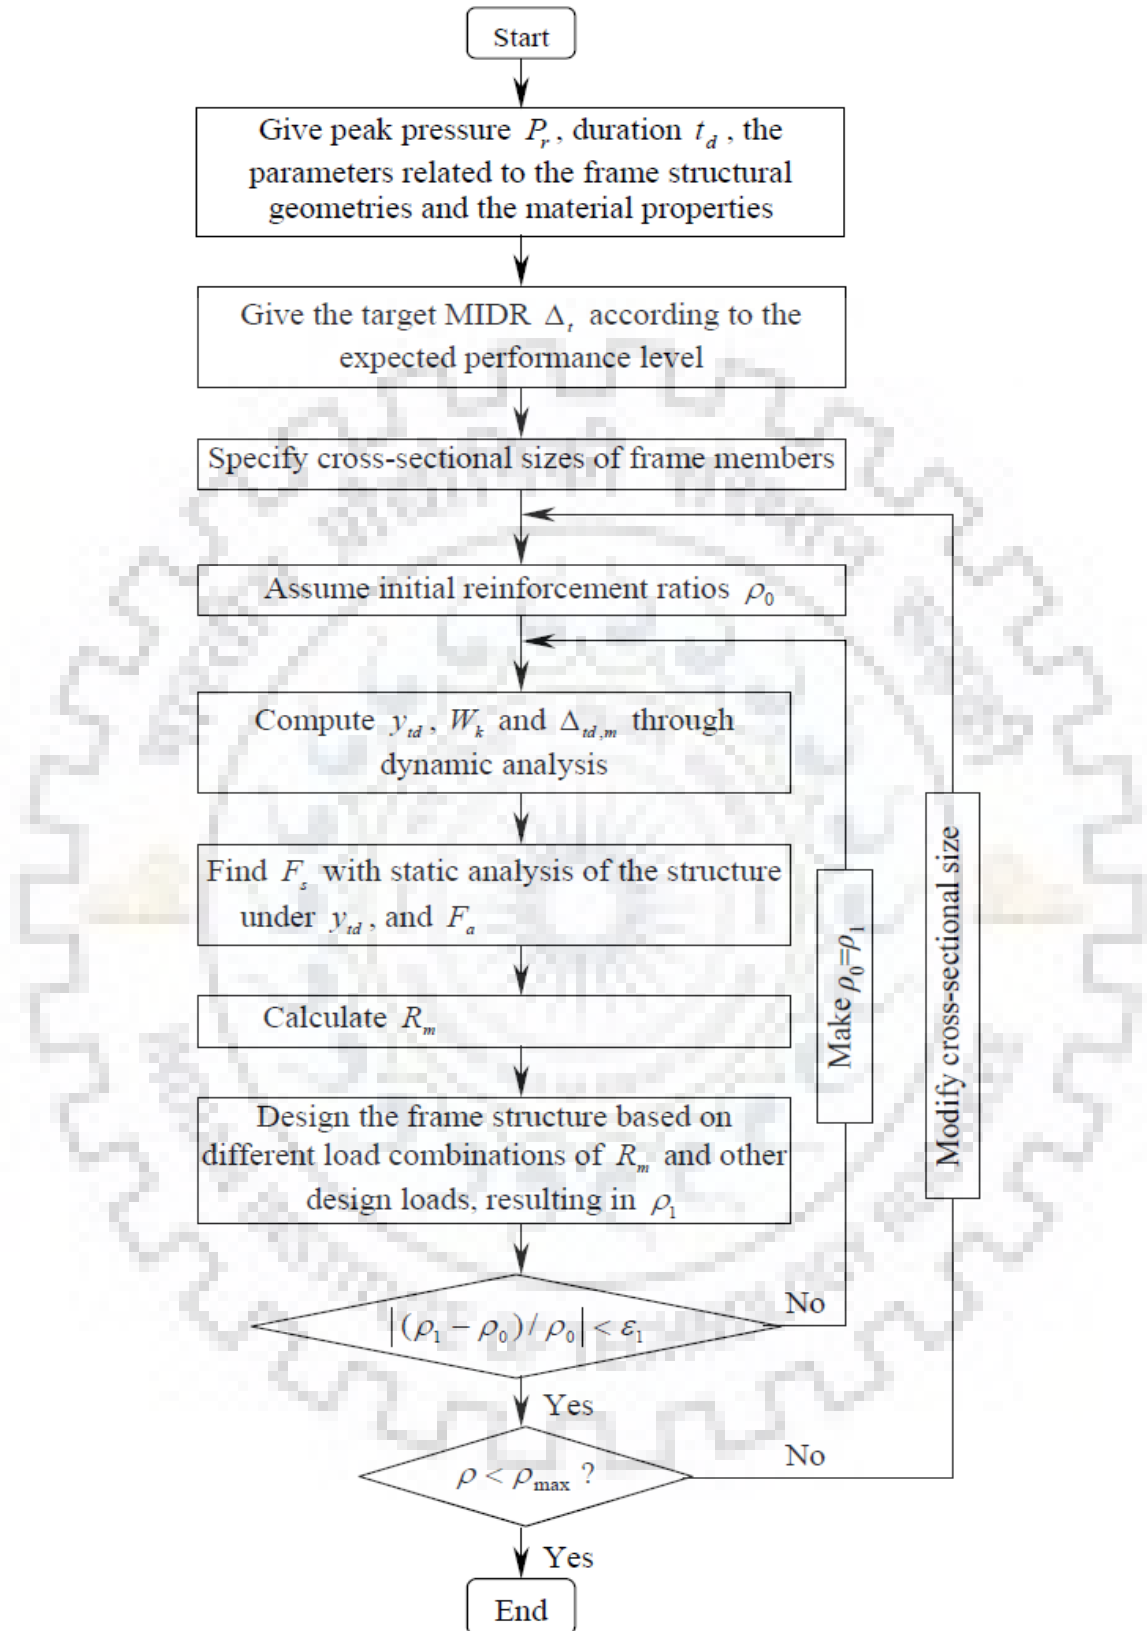 Start
Give peak pressure P_r, duration t_d, the
parameters related to the frame structural
geometries and the material properties
Give the target MIDR Δ_t according to the
expected performance level
Specify cross-sectional sizes of frame members
Assume initial reinforcement ratios ρ_0
Compute y_td, W_k and Δ_td,m through
dynamic analysis
Find F_s with static analysis of the structure
under y_td, and F_a
Calculate R_m
Design the frame structure based on
different load combinations of R_m and other
design loads, resulting in ρ_1
|(ρ_1 − ρ_0) / ρ_0| < ε_1
No
Make ρ_0=ρ_1
Yes
ρ < ρ_max ?
No
Modify cross-sectional size
Yes
End